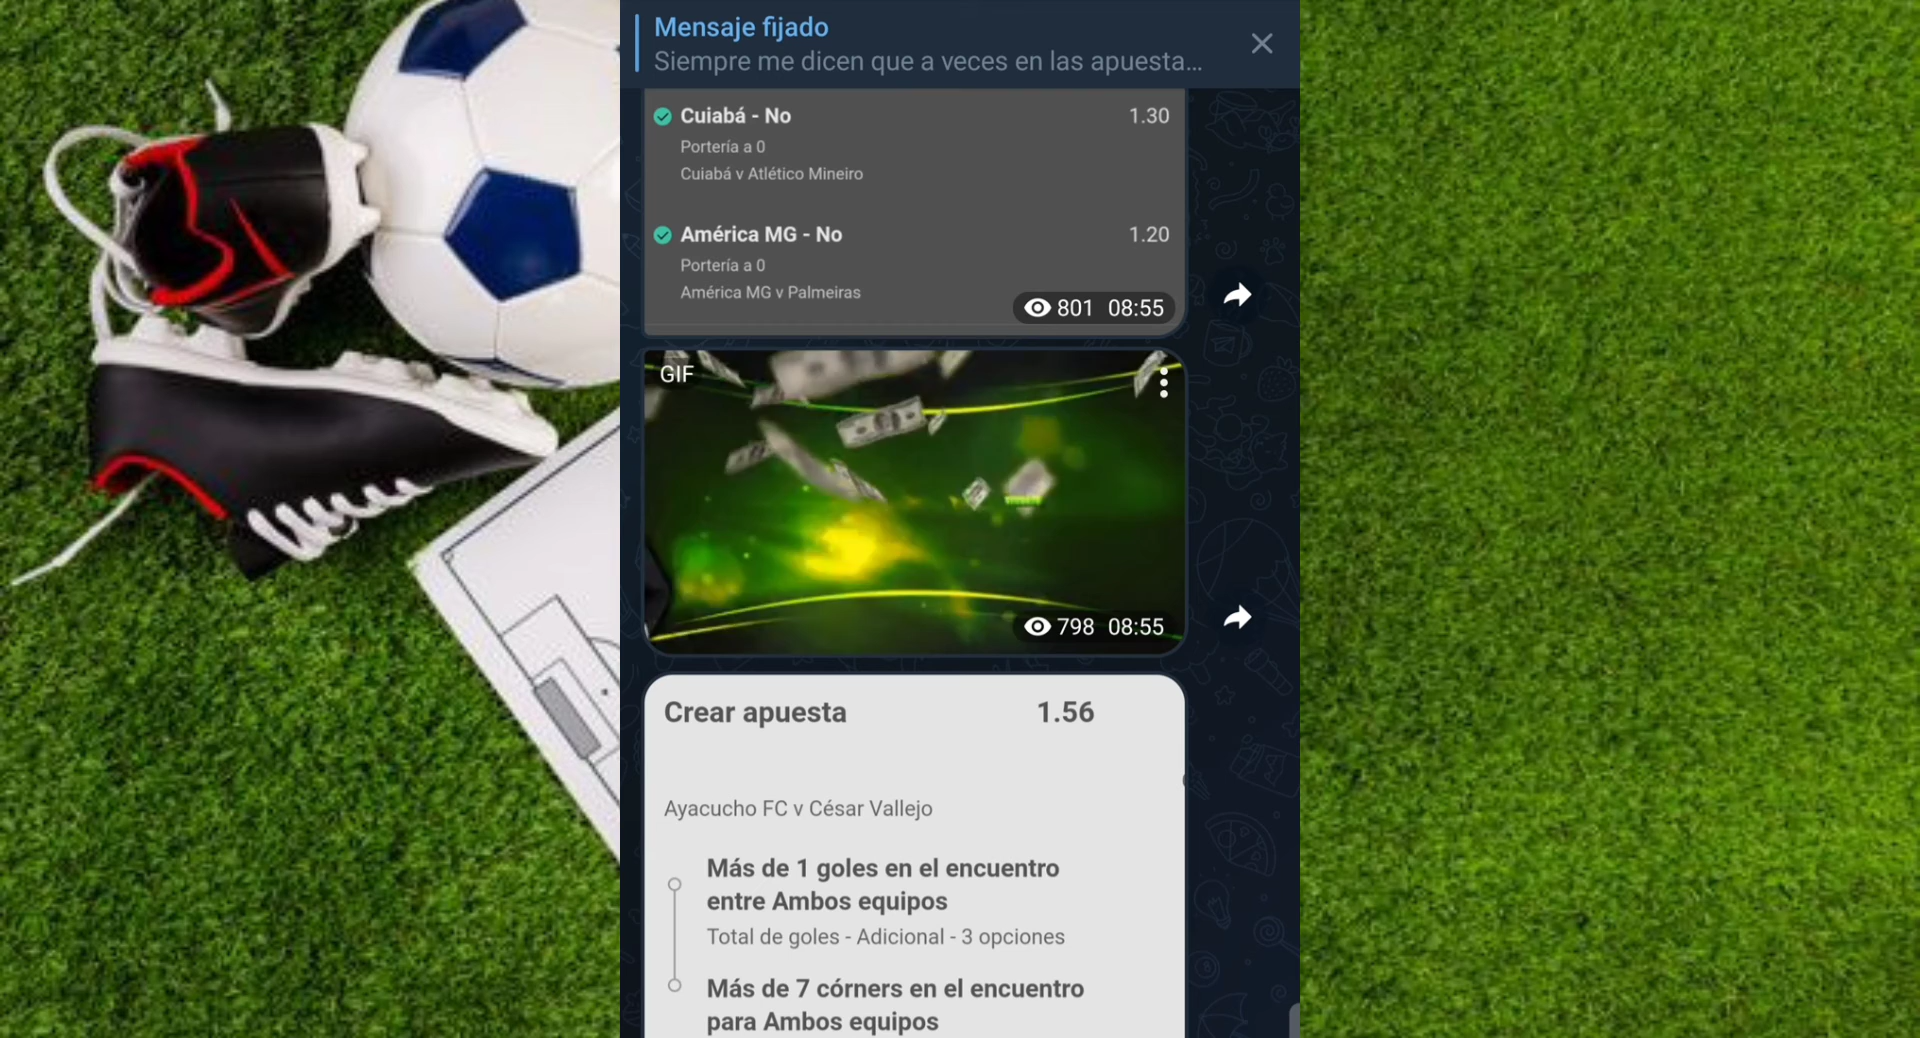 Mensaje fijado
Siempre me dicen que a veces en las apuesta...
Cuiabá - No 1.30
Portería a 0
Cuiabá v Atlético Mineiro
América MG - No 1.20
Portería a 0
América MG v Palmeiras
801 08:55
GIF
798 08:55
Crear apuesta 1.56
Ayacucho FC v César Vallejo
Más de 1 goles en el encuentro
entre Ambos equipos
Total de goles - Adicional - 3 opciones
Más de 7 córners en el encuentro
para Ambos equipos